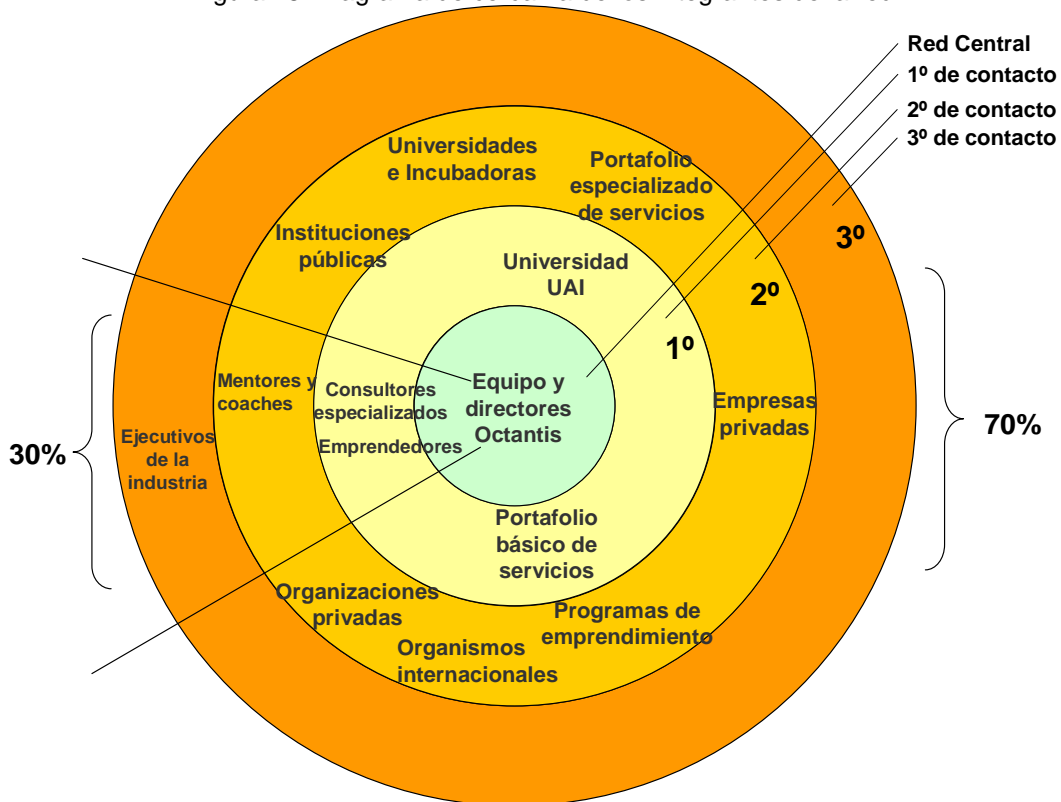 Red Central
1º de contacto
2º de contacto
3º de contacto
Universidades
e Incubadoras
Portafolio
especializado
de servicios
Instituciones
públicas
Universidad
UAI
3º
2º
1º
Mentores y
coaches
Consultores
especializados
Emprendedores
Equipo y
directores
Octantis
Empresas
privadas
Ejecutivos
de la
industria
30%
70%
Portafolio
básico de
servicios
Organizaciones
privadas
Programas de
emprendimiento
Organismos
internacionales